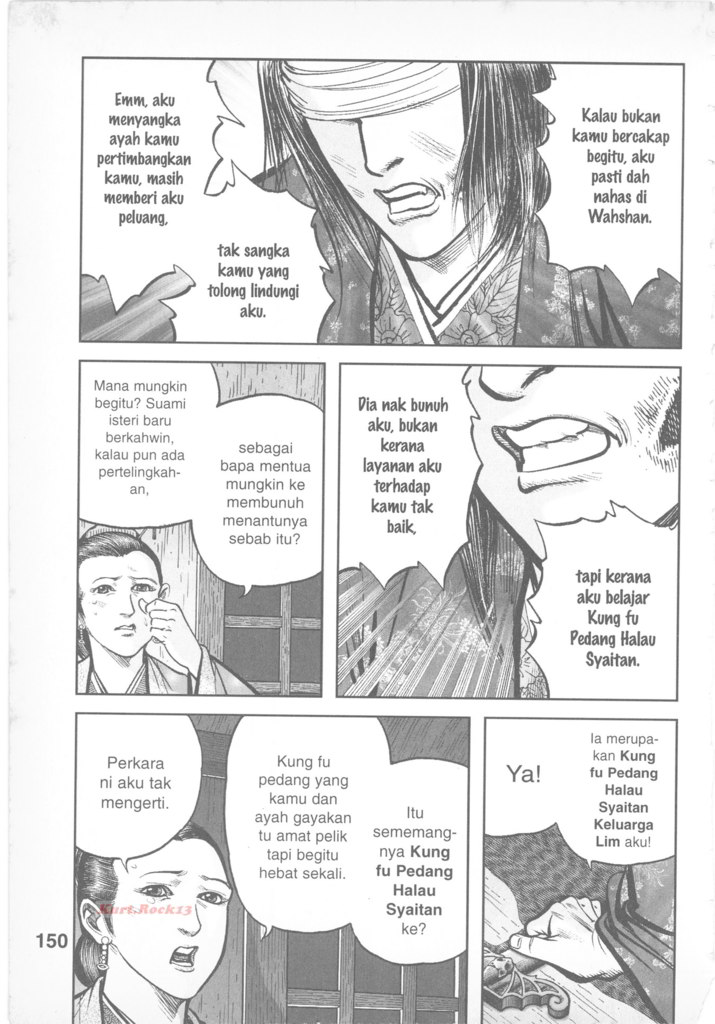 Kalau bukan
kamu bercakap
begitu, aku
pasti dah
nahas di
Wahshan.
Emm, aku
menyangka
ayah kamu
pertimbangkan
kamu, masih
memberi aku
peluang,
tak sangka
kamu yang
tolong lindungi
aku.
Dia nak bunuh
aku, bukan
kerana
layanan aku
terhadap
kamu tak
baik,
tapi kerana
aku belajar
Kung fu
Pedang Halau
Syaitan.
Mana mungkin
begitu? Suami
isteri baru
berkahwin,
kalau pun ada
pertelingkah-
an,
sebagai
bapa mentua
mungkin ke
membunuh
menantunya
sebab itu?
Ia merupa-
kan Kung
fu Pedang
Halau
Syaitan
Keluarga
Lim aku!
Ya!
Itu
sememang-
nya Kung
fu Pedang
Halau
Syaitan
ke?
Kung fu
pedang yang
kamu dan
ayah gayakan
tu amat pelik
tapi begitu
hebat sekali.
Perkara
ni aku tak
mengerti.
Kurt.Rock13
150